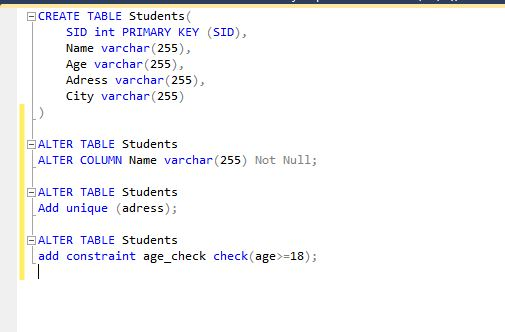 CREATE TABLE Students(
SID int PRIMARY KEY (SID),
Name varchar(255),
Age varchar(255),
Adress varchar(255),
City varchar(255)
)
ALTER TABLE Students
ALTER COLUMN Name varchar(255) Not Null;
ALTER TABLE Students
Add unique (adress);
ALTER TABLE Students
add constraint age_check check(age>=18);